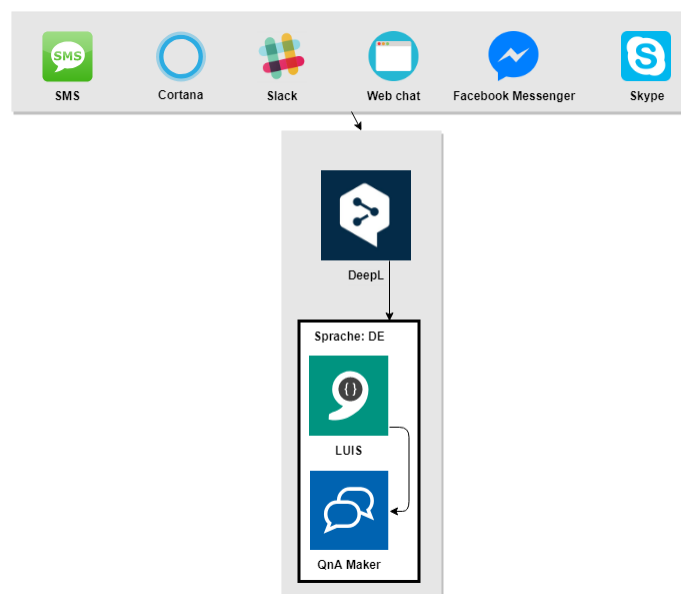 SMS
SMS
Cortana
Slack
Web chat
Facebook Messenger
Skype
DeepL
Sprache: DE
{}
LUIS
QnA Maker